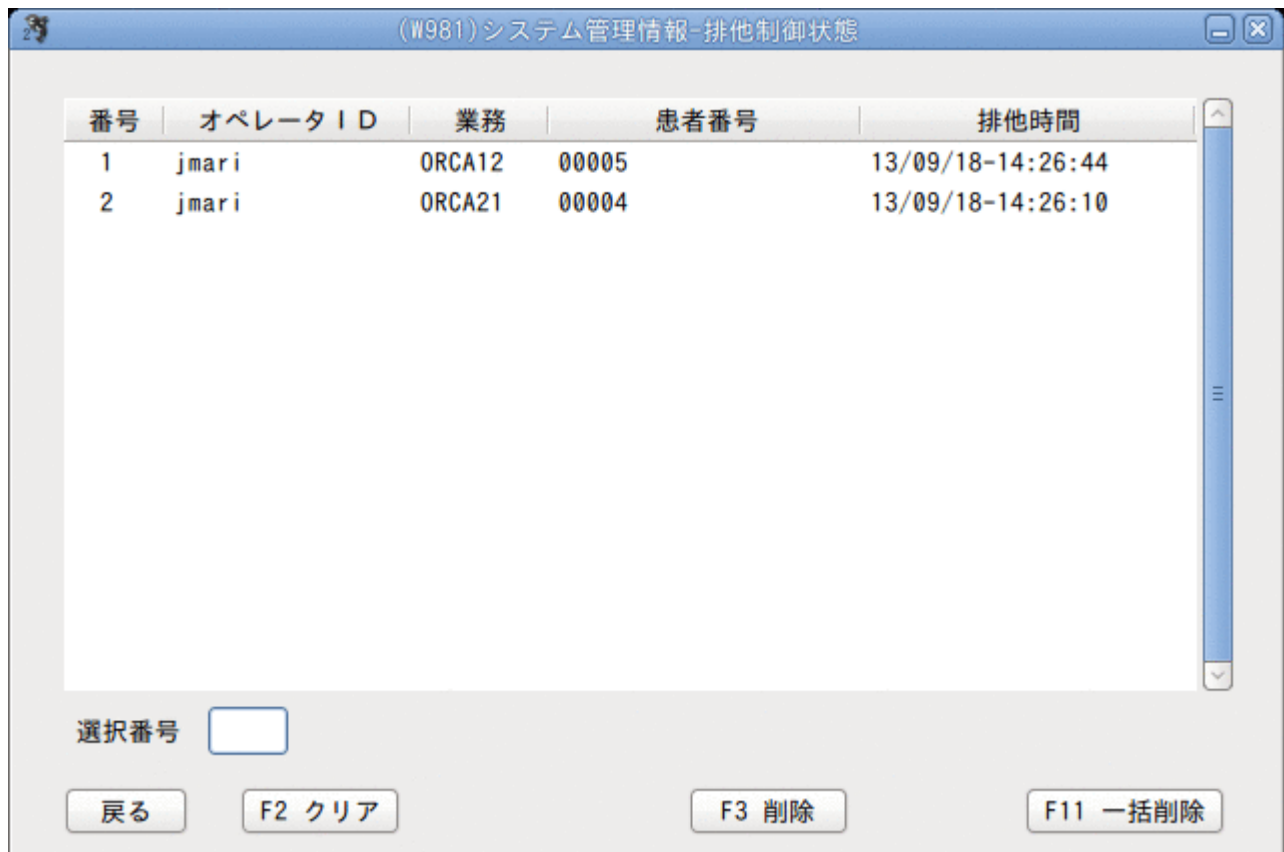 (W981)システム管理情報-排他制御状態
番号 オペレータＩＤ 業務 患者番号 排他時間
1 jmari ORCA12 00005 13/09/18-14:26:44
2 jmari ORCA21 00004 13/09/18-14:26:10
選択番号
戻る F2 クリア F3 削除 F11 一括削除